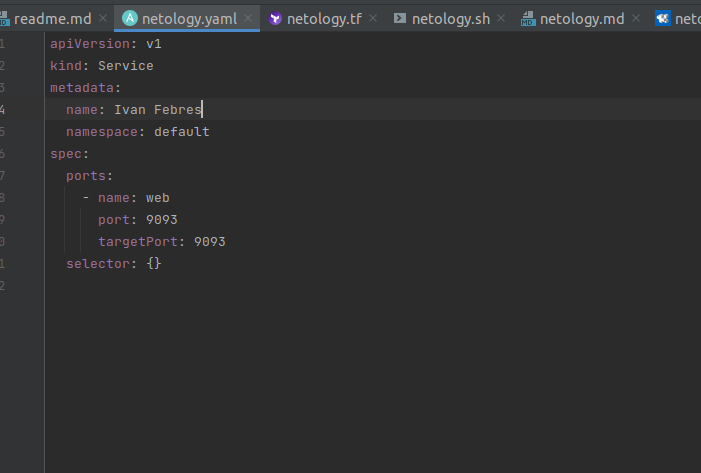 readme.md netology.yaml netology.tf netology.sh netology.md neto
1 apiVersion: v1
2 kind: Service
3 metadata:
4   name: Ivan Febres
5   namespace: default
6 spec:
7   ports:
8     - name: web
9       port: 9093
0       targetPort: 9093
1   selector: {}
2